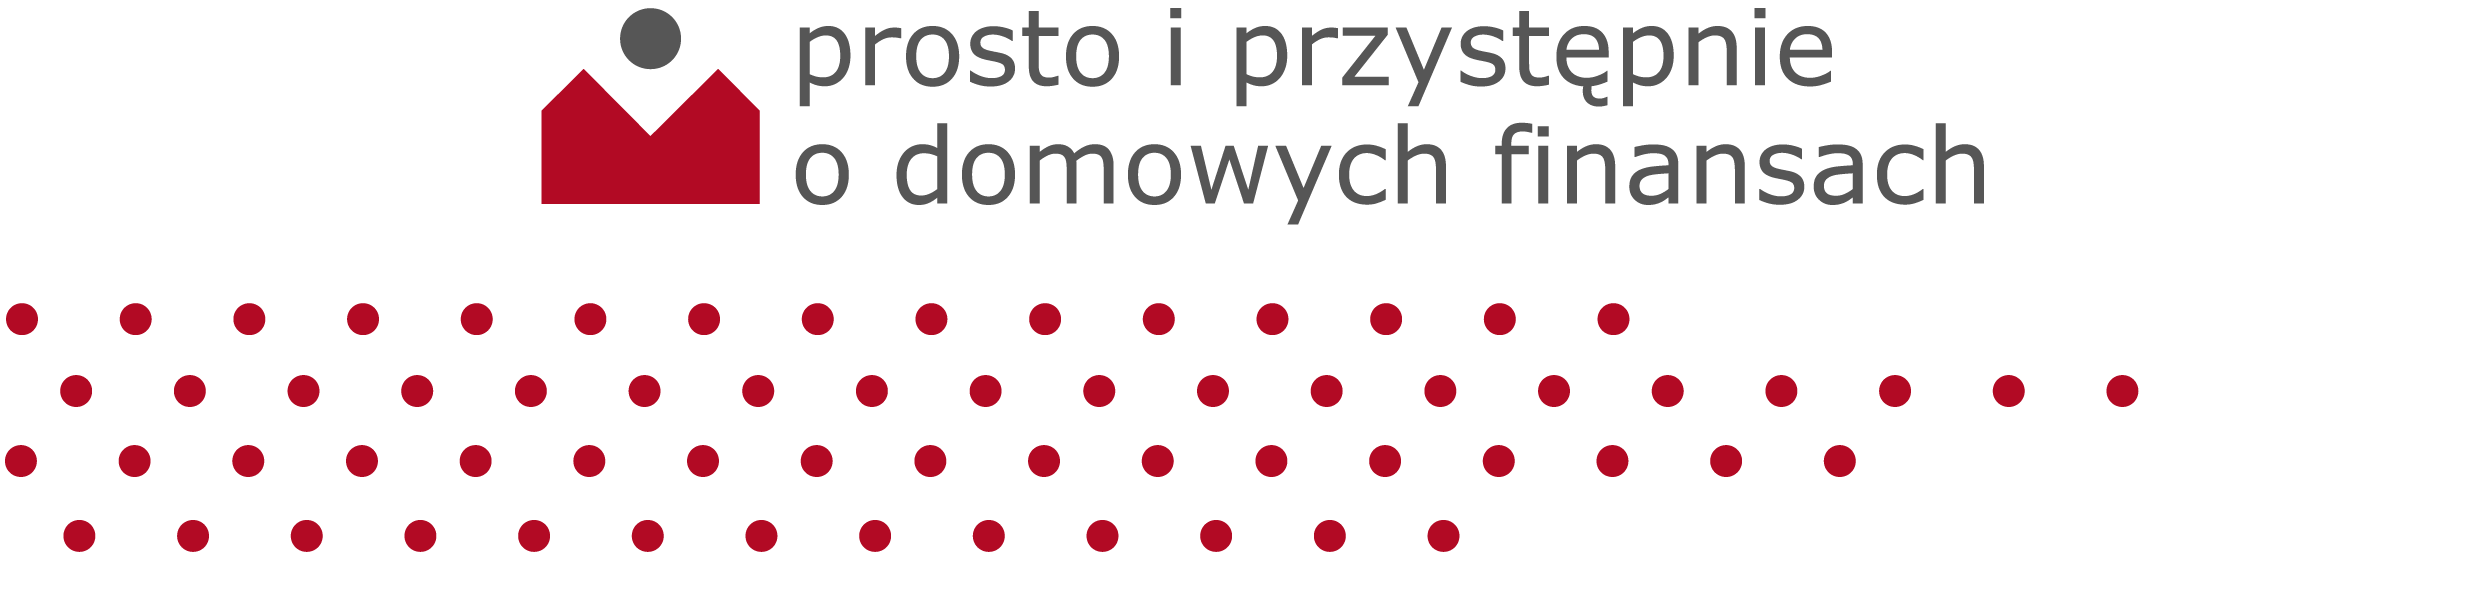 prosto i przystępnie
o domowych finansach